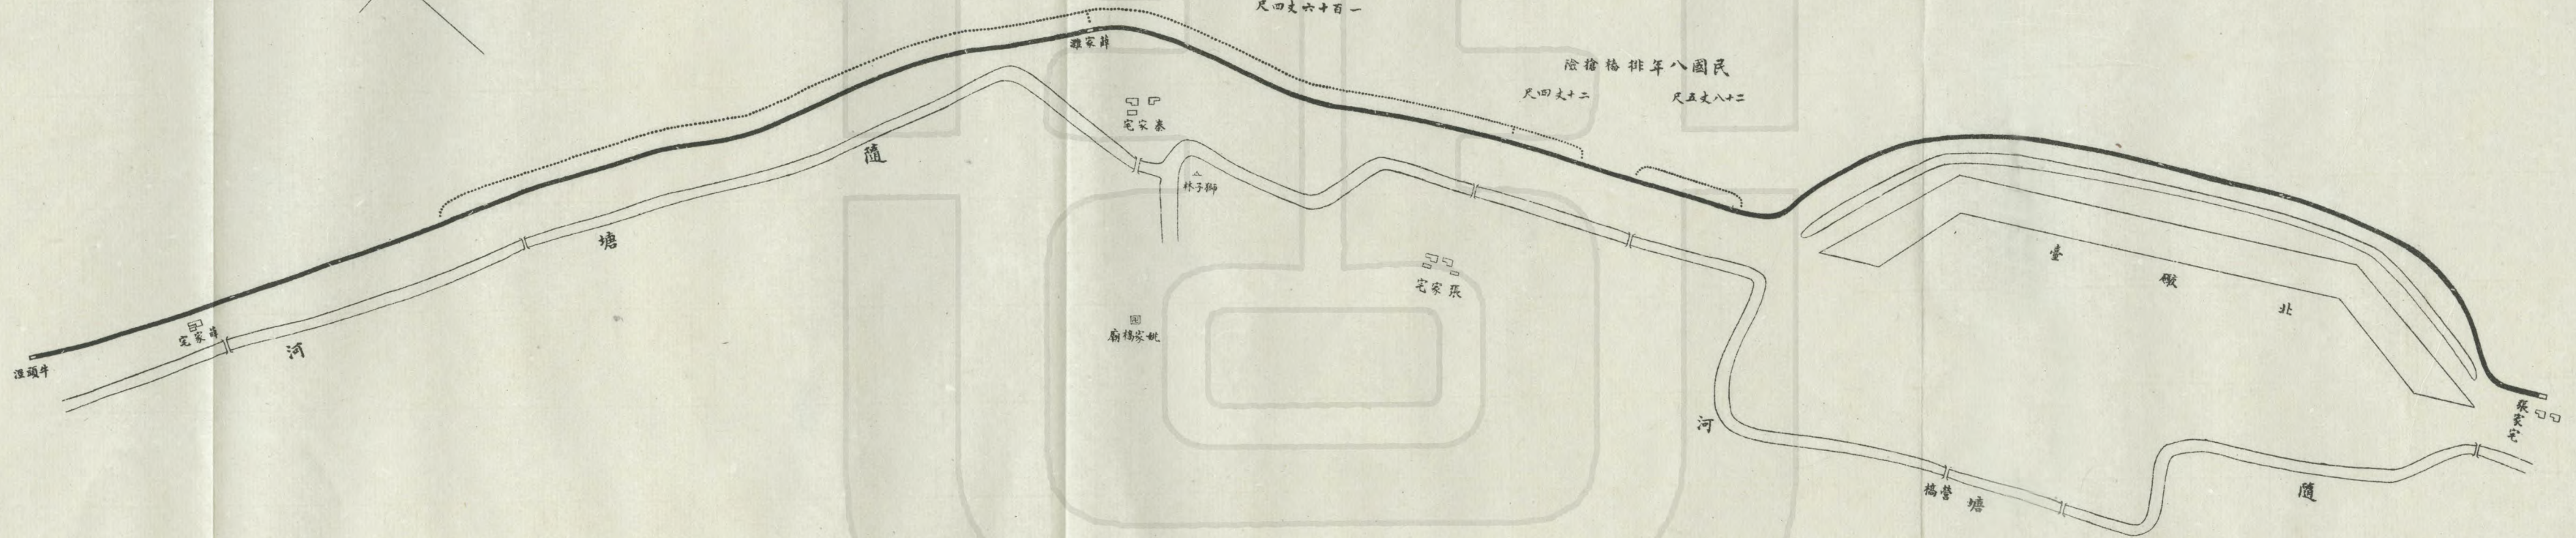 一百十六丈四尺
民國八年排樁搶險
二十八丈五尺
二十丈四尺
薛家灘
秦家宅
獅子林
張家宅
姚家橋廟
隨
塘
河
薛家宅
牛頭涇
北
礮
臺
張家宅
隨
塘
河
營橋